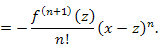 = − f⁽ⁿ⁺¹⁾(z) / n! (x − z)ⁿ.